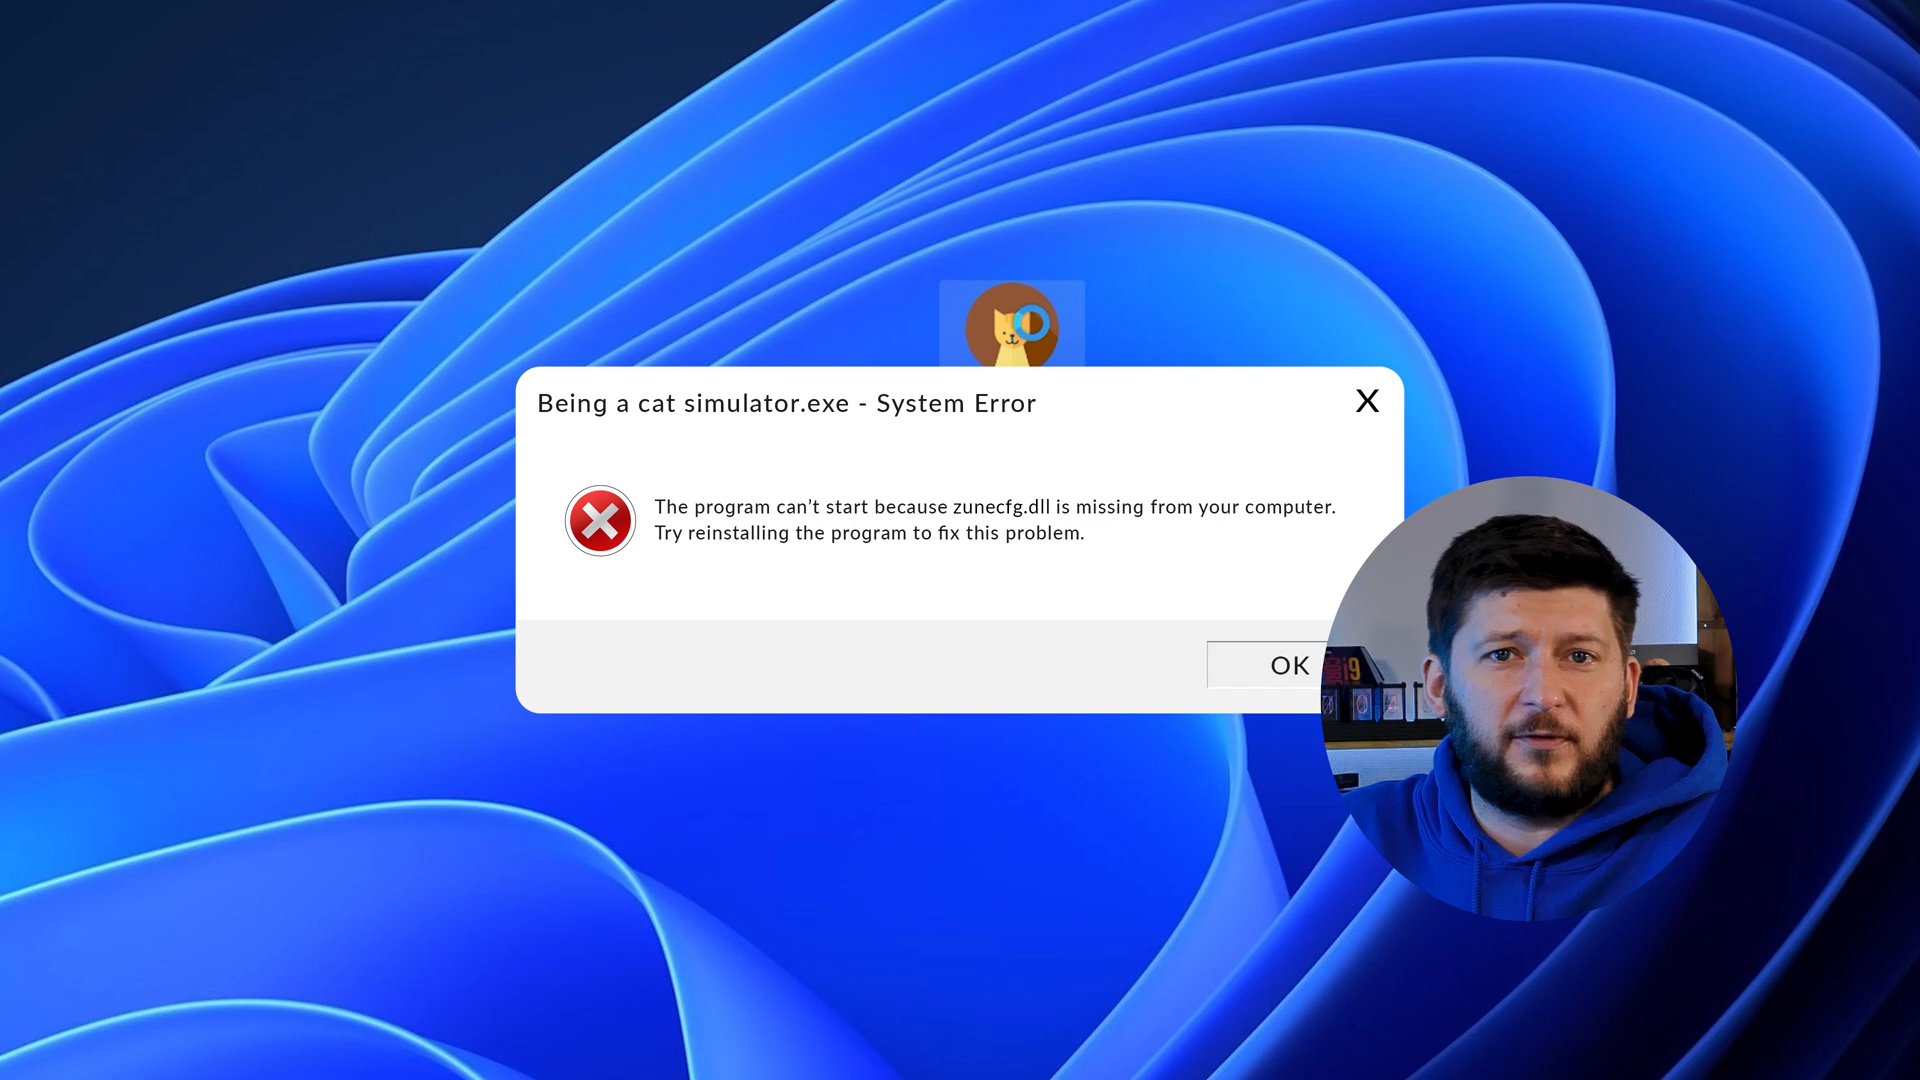 Being a cat simulator.exe - System Error
X
The program can’t start because zunecfg.dll is missing from your computer.
Try reinstalling the program to fix this problem.
OK
i9